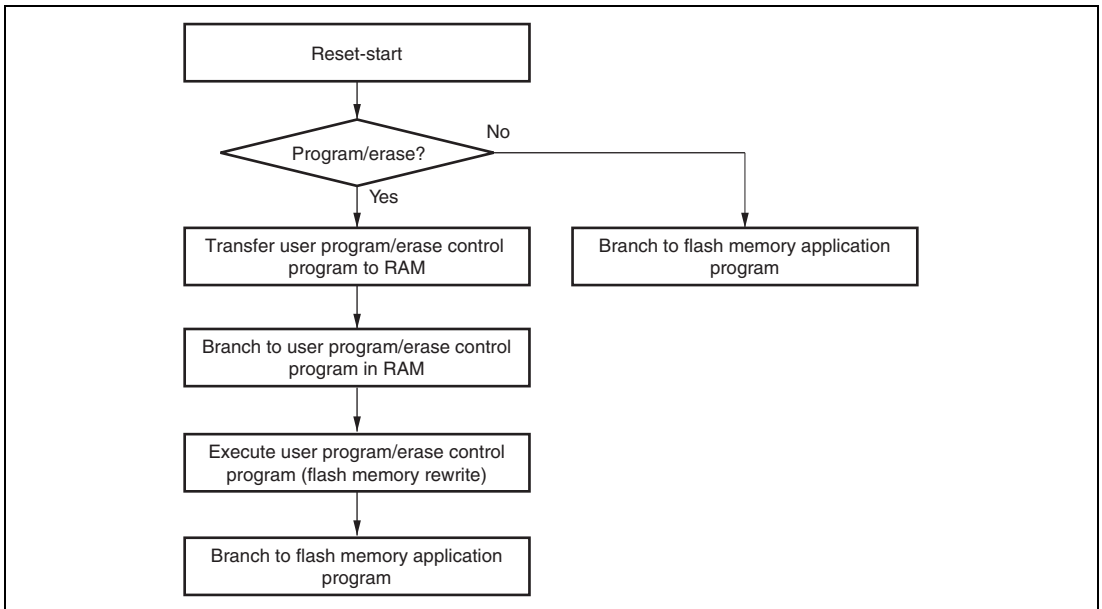 Reset-start
Program/erase?
No
Yes
Transfer user program/erase control
program to RAM
Branch to flash memory application
program
Branch to user program/erase control
program in RAM
Execute user program/erase control
program (flash memory rewrite)
Branch to flash memory application
program